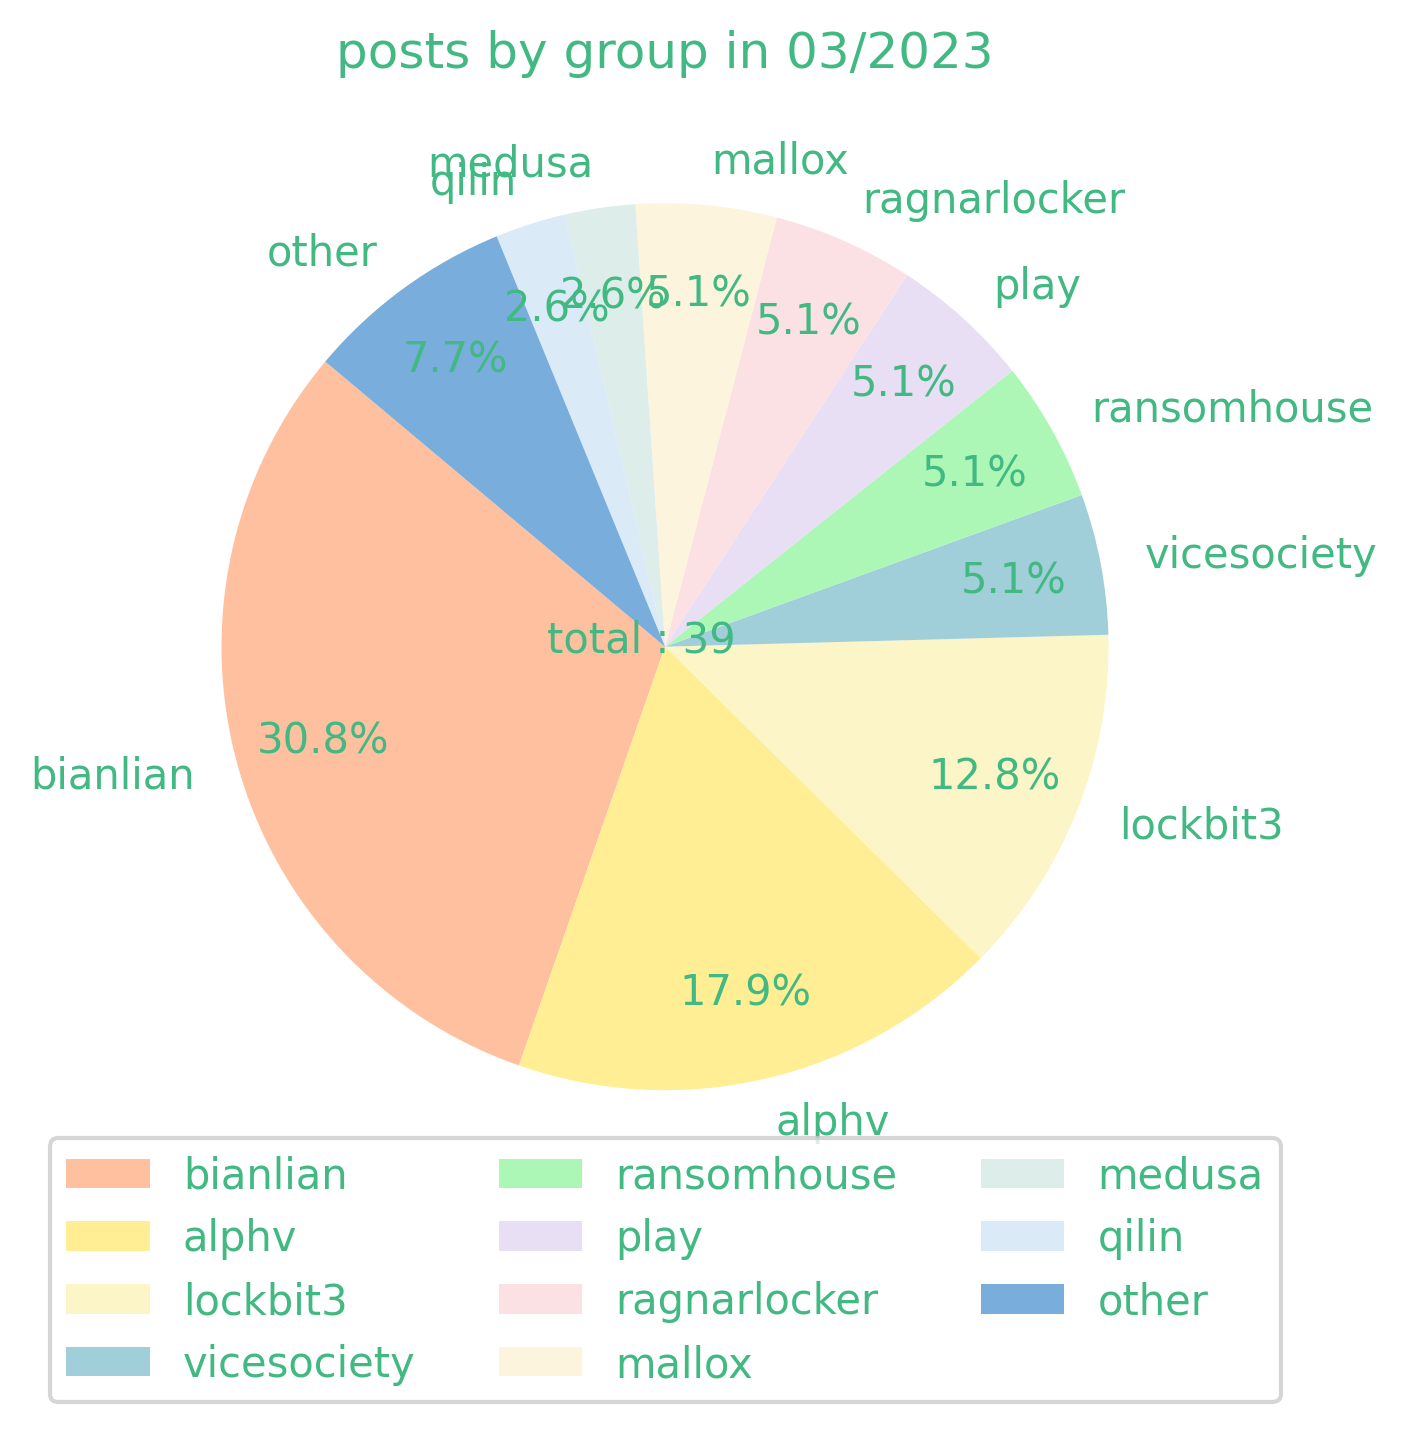 posts by group in 03/2023
medusa
mallox
qilin
ragnarlocker
other
play
2.6%
5.1%
2.6%
5.1%
7.7%
5.1%
ransomhouse
5.1%
vicesociety
5.1%
total : 39
30.8%
bianlian
12.8%
lockbit3
17.9%
alphv
bianlian
alphv
lockbit3
vicesociety
ransomhouse
play
ragnarlocker
mallox
medusa
qilin
other